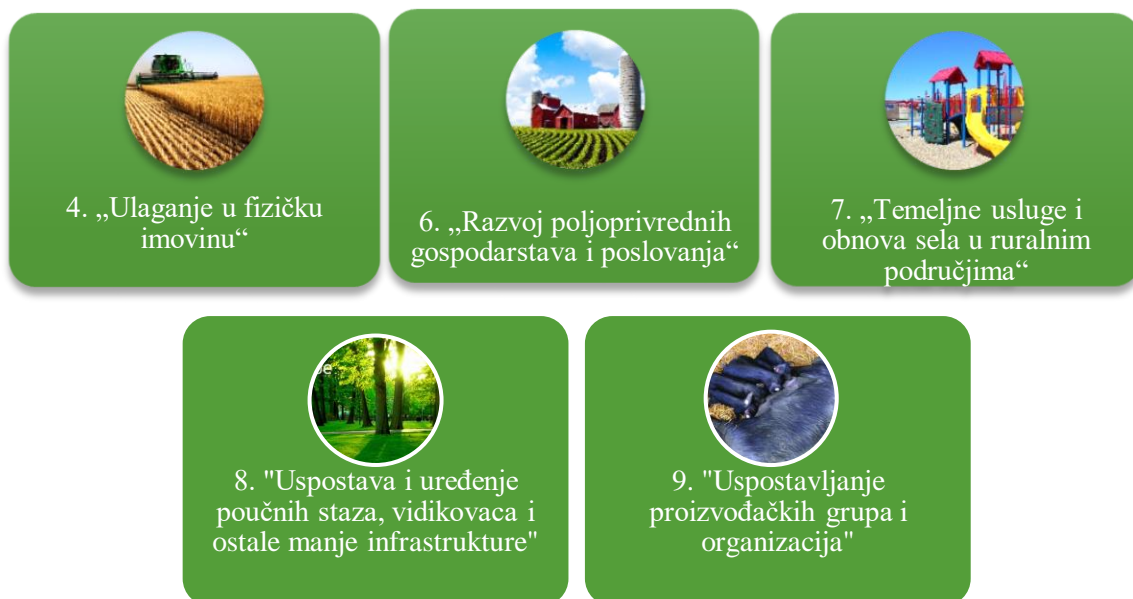 4. „Ulaganje u fizičku
imovinu“
6. „Razvoj poljoprivrednih
gospodarstava i poslovanja“
7. „Temeljne usluge i
obnova sela u ruralnim
područjima“
8. "Uspostava i uređenje
poučnih staza, vidikovaca i
ostale manje infrastrukture"
9. "Uspostavljanje
proizvođačkih grupa i
organizacija"